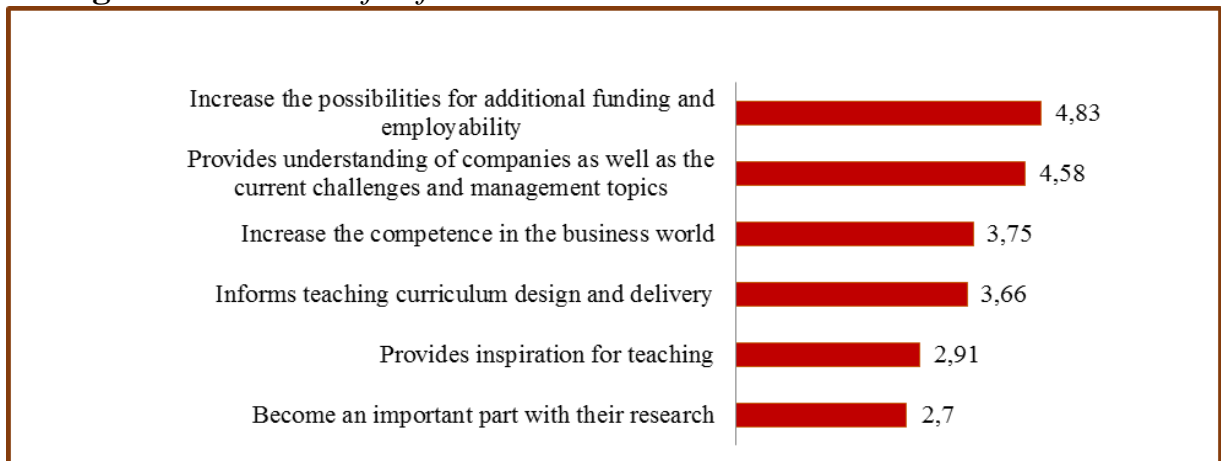 Increase the possibilities for additional funding and
employability
4,83
Provides understanding of companies as well as the
current challenges and management topics
4,58
Increase the competence in the business world
3,75
Informs teaching curriculum design and delivery
3,66
Provides inspiration for teaching
2,91
Become an important part with their research
2,7